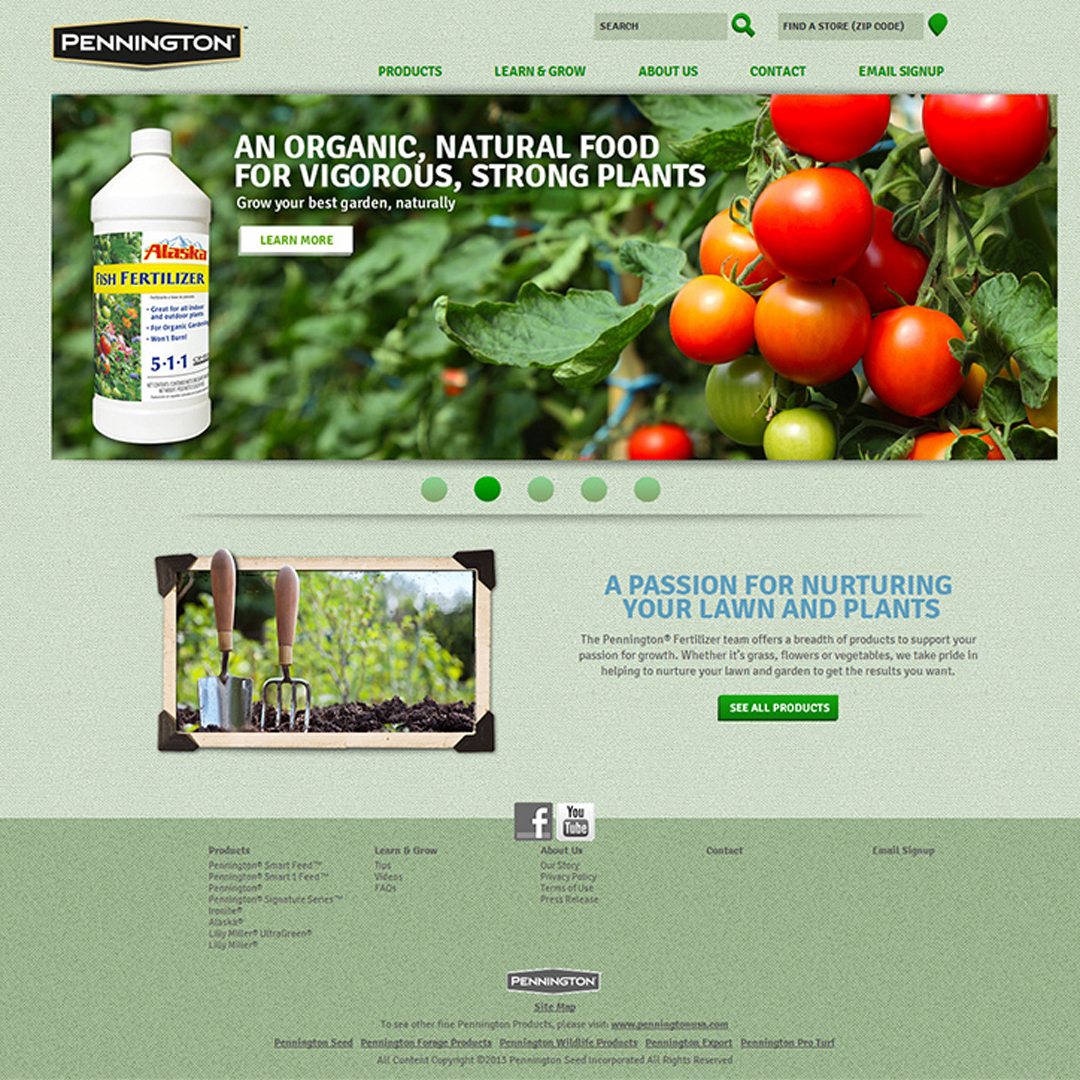 PENNINGTON®™
SEARCH
FIND A STORE (ZIP CODE)
PRODUCTS
LEARN & GROW
ABOUT US
CONTACT
EMAIL SIGNUP
AN ORGANIC, NATURAL FOOD
FOR VIGOROUS, STRONG PLANTS
Grow your best garden, naturally
LEARN MORE
Alaska
FISH FERTILIZER
• Great for all indoor
and outdoor plants
• For Organic Gardening
• Won't Burn!
5-1-1
A PASSION FOR NURTURING
YOUR LAWN AND PLANTS
The Pennington® Fertilizer team offers a breadth of products to support your
passion for growth. Whether it's grass, flowers or vegetables, we take pride in
helping to nurture your lawn and garden to get the results you want.
SEE ALL PRODUCTS
f
You
Tube
Products
Pennington® Smart Feed™
Pennington® Smart 1 Feed™
Pennington®
Pennington® Signature Series™
Ironite®
Alaska®
Lilly Miller® UltraGreen®
Lilly Miller®
Learn & Grow
Tips
Videos
FAQs
About Us
Our Story
Privacy Policy
Terms of Use
Press Release
Contact
Email Signup
PENNINGTON®
Site Map
To see other fine Pennington Products, please visit: www.penningtonusa.com
Pennington Seed Pennington Forage Products Pennington Wildlife Products Pennington Export Pennington Pro Turf
All Content Copyright ©2013 Pennington Seed Incorporated All Rights Reserved